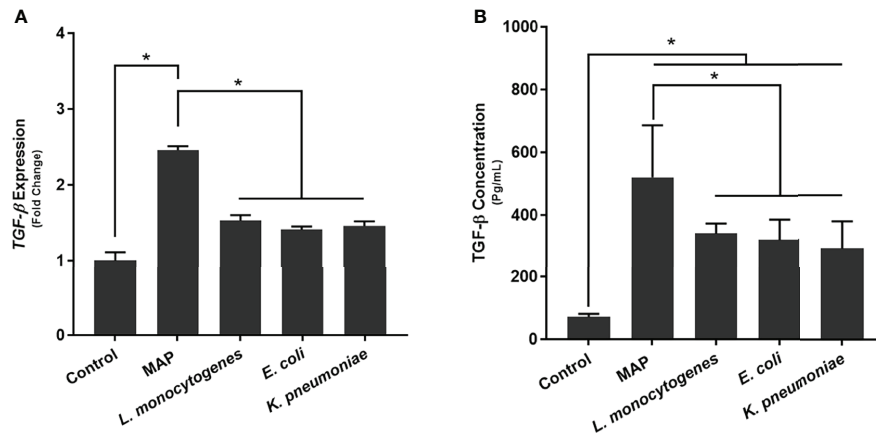 A
TGF-β Expression
(Fold Change)
4
3
2
1
0
*
*
Control
MAP
L. monocytogenes
E. coli
K. pneumoniae
B
TGF-β Concentration
(Pg/mL)
1000
800
600
400
200
0
*
*
Control
MAP
L. monocytogenes
E. coli
K. pneumoniae